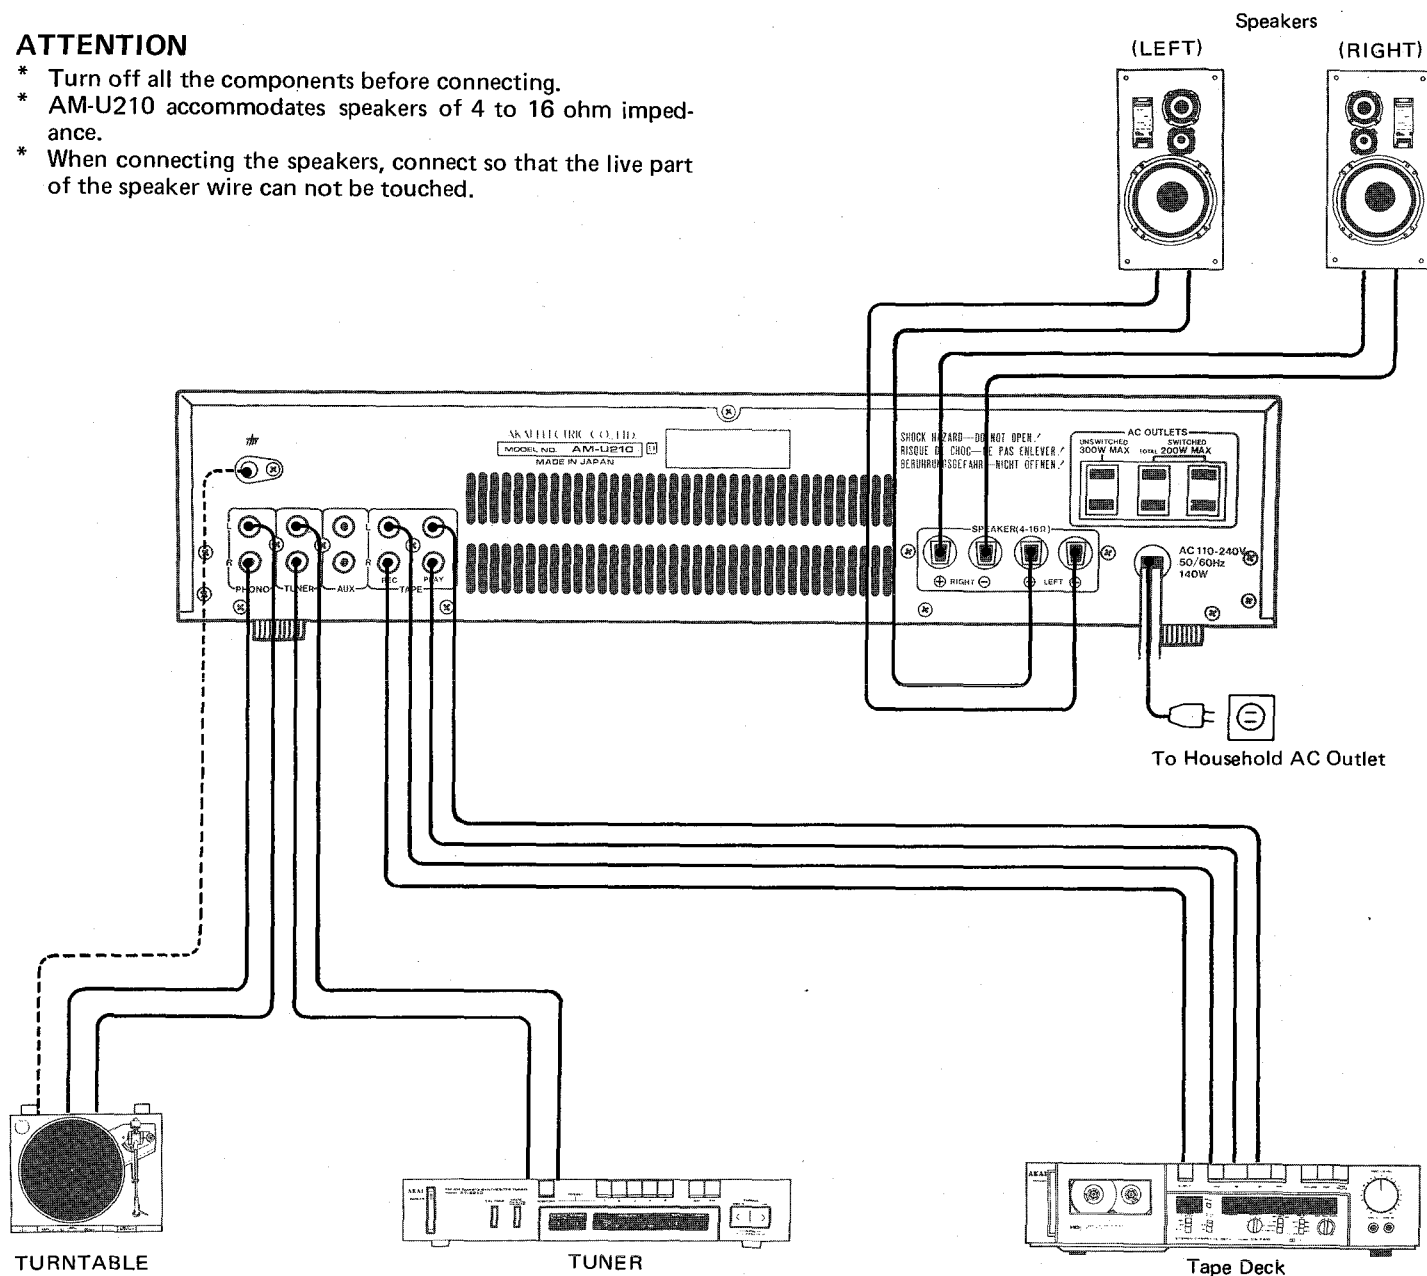 Speakers
(LEFT) (RIGHT)
ATTENTION
* Turn off all the components before connecting.
* AM-U210 accommodates speakers of 4 to 16 ohm imped-
ance.
* When connecting the speakers, connect so that the live part
of the speaker wire can not be touched.
AKAI ELECTRIC CO., LTD.
MODEL NO. AM-U210
MADE IN JAPAN
SHOCK HAZARD—DO NOT OPEN!
RISQUE DE CHOC—NE PAS ENLEVER!
BERÜHRUNGSGEFAHR—NICHT ÖFFNEN!
AC OUTLETS
UNSWITCHED
300W MAX
SWITCHED
TOTAL 200W MAX
L
R
L
R
REC
PLAY
PHONO
TUNER
AUX
TAPE
SPEAKER(4-16Ω)
+ RIGHT −
+ LEFT −
AC 110-240V
50/60Hz
140W
To Household AC Outlet
AKAI
AKAI
TURNTABLE
TUNER
Tape Deck